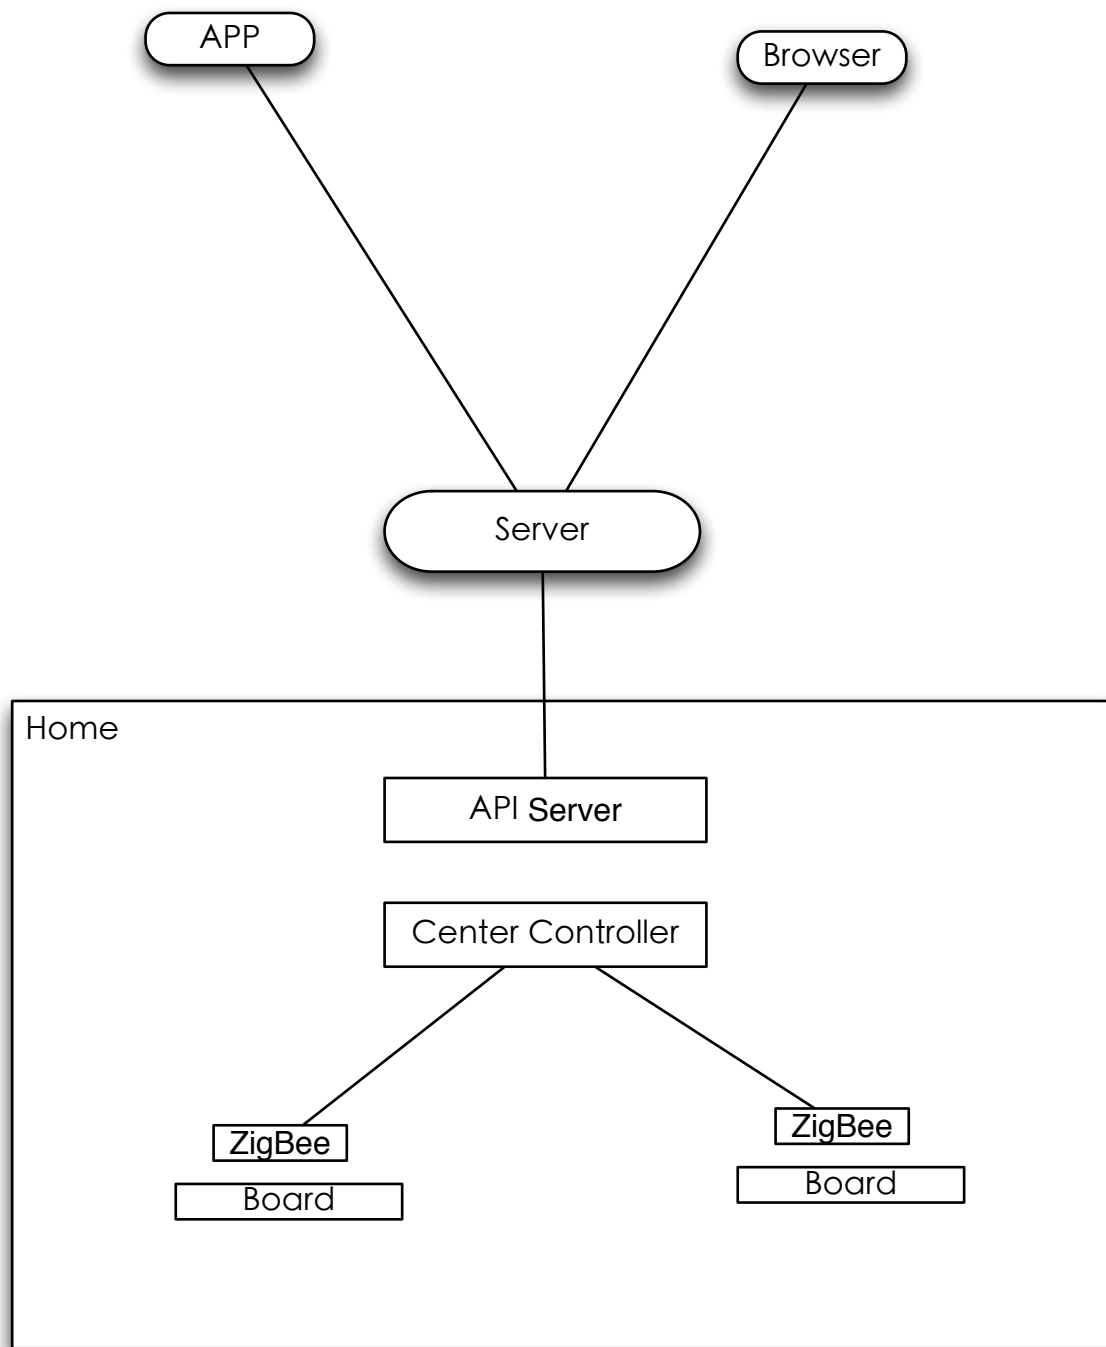 APP
Browser
Server
Home
API Server
Center Controller
ZigBee
Board
ZigBee
Board